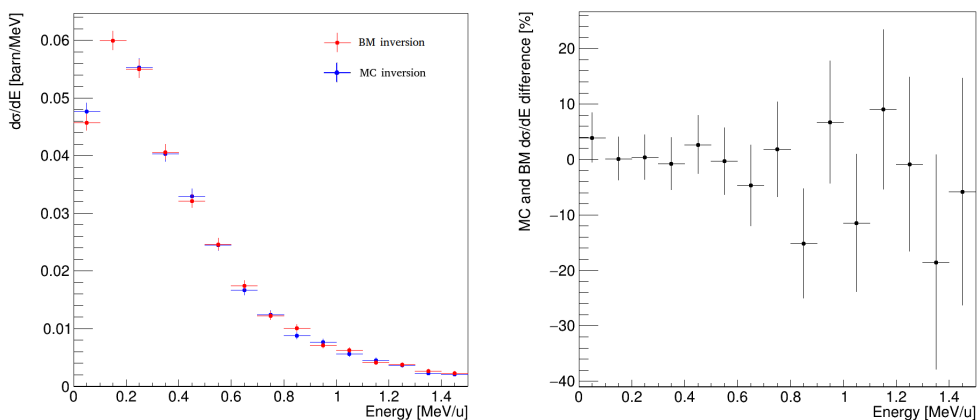 dσ/dE [barn/MeV]
0.06
0.05
0.04
0.03
0.02
0.01
0
BM inversion
MC inversion
0 0.2 0.4 0.6 0.8 1 1.2 1.4
Energy [MeV/u]
MC and BM dσ/dE difference [%]
20
10
0
−10
−20
−30
−40
0 0.2 0.4 0.6 0.8 1 1.2 1.4
Energy [MeV/u]